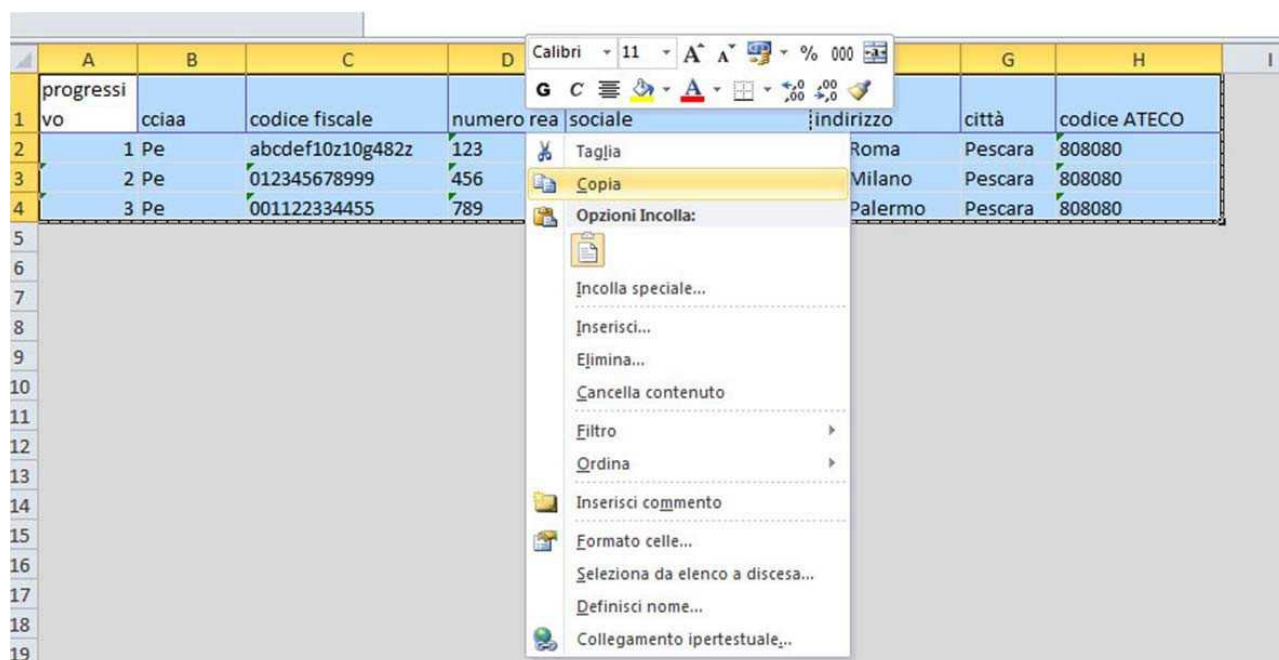 Calibri 11 A A % 000
G C A ,00 ,00
A B C D G H I
progressi
vo
1 cciaa codice fiscale numero rea sociale indirizzo città codice ATECO
2 1 Pe abcdef10z10g482z 123 Roma Pescara 808080
3 2 Pe 012345678999 456 Milano Pescara 808080
4 3 Pe 001122334455 789 Palermo Pescara 808080
5
6
7
8
9
10
11
12
13
14
15
16
17
18
19
Taglia
Copia
Opzioni Incolla:
Incolla speciale...
Inserisci...
Elimina...
Cancella contenuto
Filtro
Ordina
Inserisci commento
Formato celle...
Seleziona da elenco a discesa...
Definisci nome...
Collegamento ipertestuale...